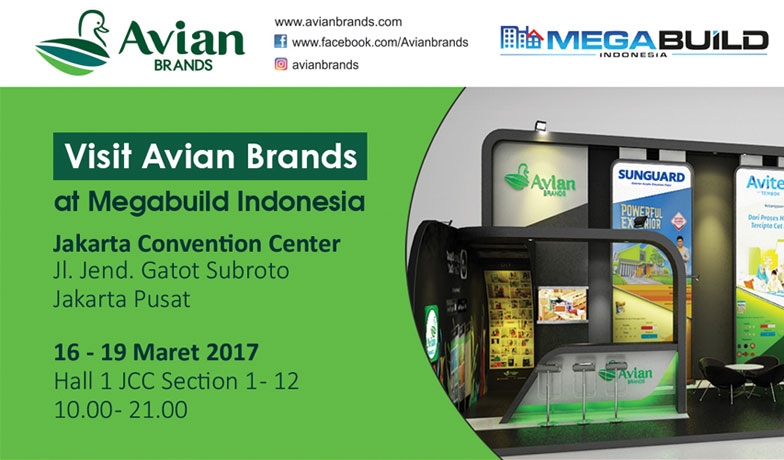 Avian
BRANDS
www.avianbrands.com
www.facebook.com/Avianbrands
avianbrands
MEGABUILD
INDONESIA
Visit Avian Brands
at Megabuild Indonesia
Jakarta Convention Center
Jl. Jend. Gatot Subroto
Jakarta Pusat
16 - 19 Maret 2017
Hall 1 JCC Section 1- 12
10.00- 21.00
Avian
BRANDS
SUNGUARD
POWERFUL
Avian
BRANDS